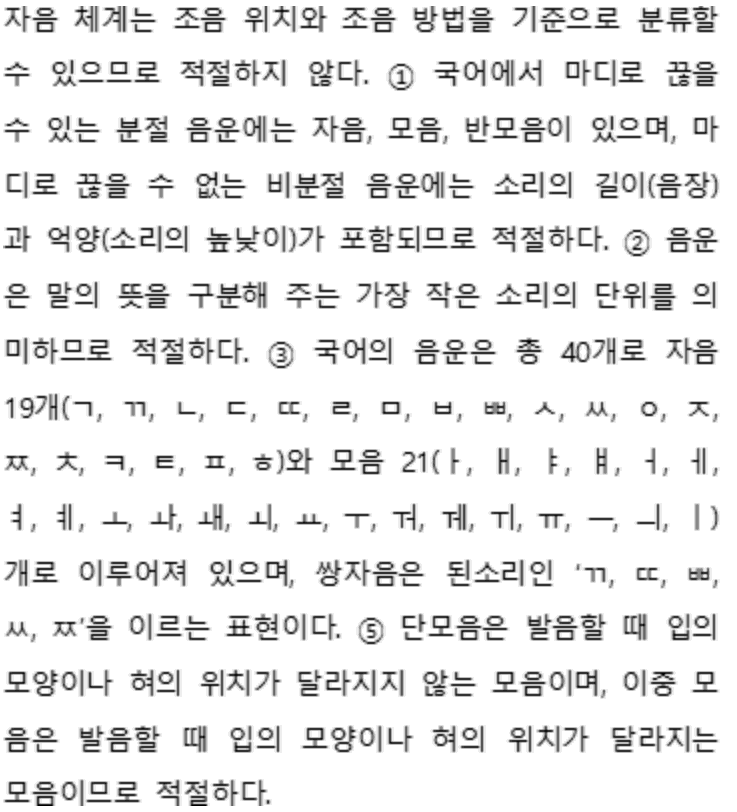 자음 체계는 조음 위치와 조음 방법을 기준으로 분류할
수 있으므로 적절하지 않다. ① 국어에서 마디로 끊을
수 있는 분절 음운에는 자음, 모음, 반모음이 있으며, 마
디로 끊을 수 없는 비분절 음운에는 소리의 길이(음장)
과 억양(소리의 높낮이)가 포함되므로 적절하다. ② 음운
은 말의 뜻을 구분해 주는 가장 작은 소리의 단위를 의
미하므로 적절하다. ③ 국어의 음운은 총 40개로 자음
19개(ㄱ, ㄲ, ㄴ, ㄷ, ㄸ, ㄹ, ㅁ, ㅂ, ㅃ, ㅅ, ㅆ, ㅇ, ㅈ,
ㅉ, ㅊ, ㅋ, ㅌ, ㅍ, ㅎ)와 모음 21(ㅏ, ㅐ, ㅑ, ㅒ, ㅓ, ㅔ,
ㅕ, ㅖ, ㅗ, ㅘ, ㅙ, ㅚ, ㅛ, ㅜ, ㅝ, ㅞ, ㅟ, ㅠ, ㅡ, ㅢ, ㅣ)
개로 이루어져 있으며, 쌍자음은 된소리인 ‘ㄲ, ㄸ, ㅃ,
ㅆ, ㅉ’을 이르는 표현이다. ⑤ 단모음은 발음할 때 입의
모양이나 혀의 위치가 달라지지 않는 모음이며, 이중 모
음은 발음할 때 입의 모양이나 혀의 위치가 달라지는
모음이므로 적절하다.